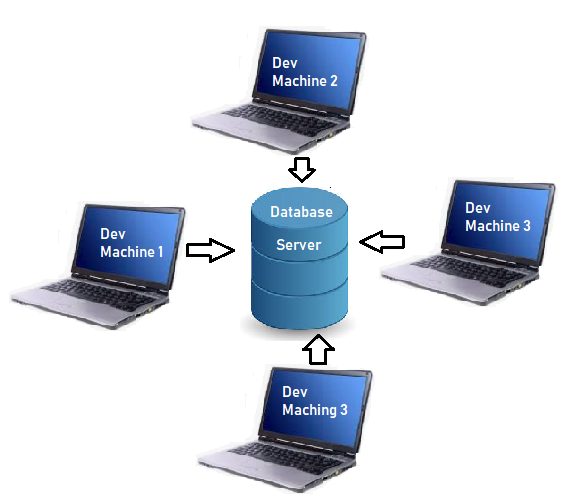 Dev
Machine 2
Dev
Machine 1
Database
Server
Dev
Machine 3
Dev
Maching 3